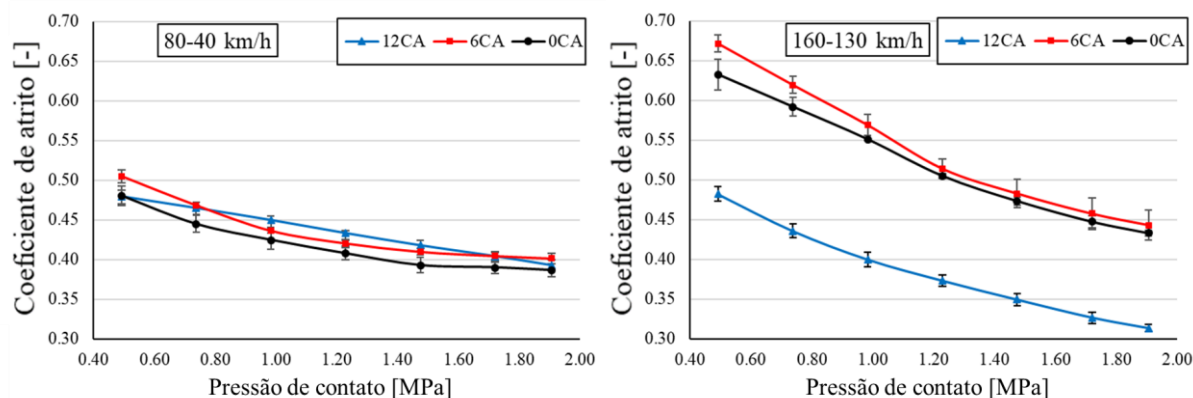 Coeficiente de atrito [-]
0.70
0.65
0.60
0.55
0.50
0.45
0.40
0.35
0.30
80-40 km/h
12CA 6CA 0CA
0.40 0.60 0.80 1.00 1.20 1.40 1.60 1.80 2.00
Pressão de contato [MPa]
Coeficiente de atrito [-]
0.70
0.65
0.60
0.55
0.50
0.45
0.40
0.35
0.30
160-130 km/h
12CA 6CA 0CA
0.40 0.60 0.80 1.00 1.20 1.40 1.60 1.80 2.00
Pressão de contato [MPa]